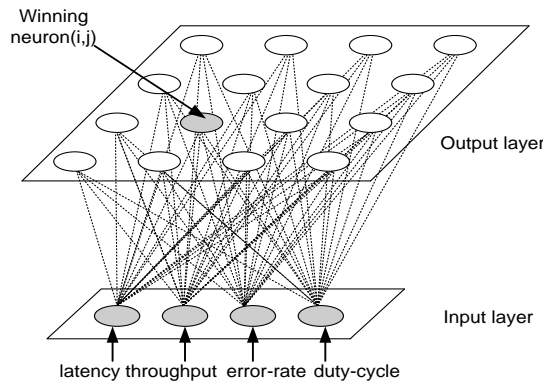 Winning
neuron(i,j)
Output layer
Input layer
latency throughput error-rate duty-cycle